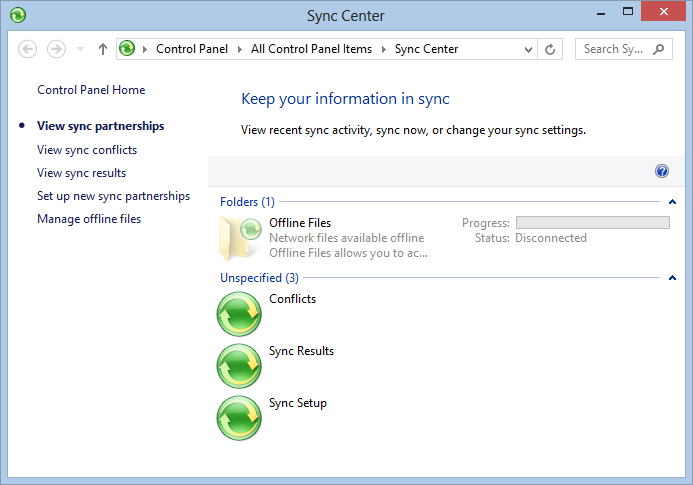 Sync Center
Control Panel All Control Panel Items Sync Center
Search Sy...
Control Panel Home
View sync partnerships
View sync conflicts
View sync results
Set up new sync partnerships
Manage offline files
Keep your information in sync
View recent sync activity, sync now, or change your sync settings.
?
Folders (1)
Offline Files
Network files available offline
Offline Files allows you to ac...
Progress:
Status: Disconnected
Unspecified (3)
Conflicts
Sync Results
Sync Setup